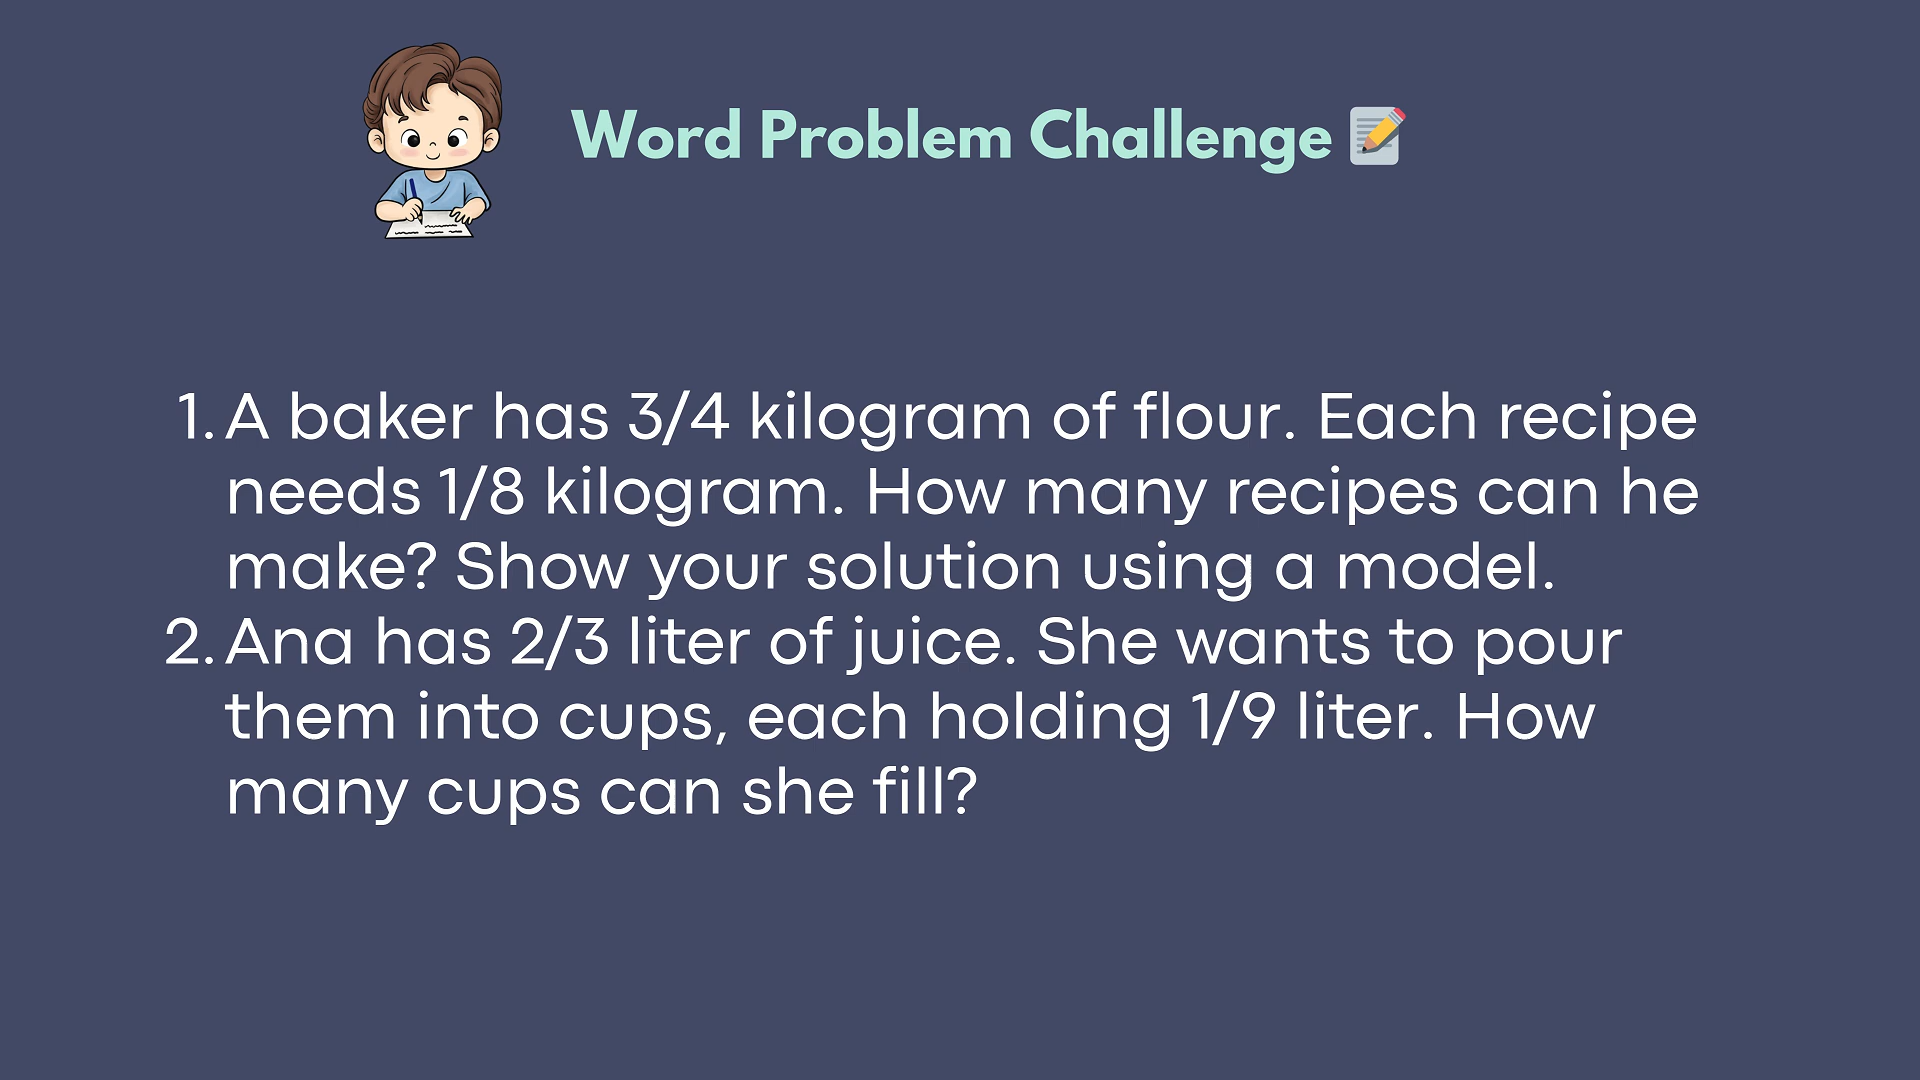 Word Problem Challenge
1. A baker has 3/4 kilogram of flour. Each recipe
needs 1/8 kilogram. How many recipes can he
make? Show your solution using a model.
2. Ana has 2/3 liter of juice. She wants to pour
them into cups, each holding 1/9 liter. How
many cups can she fill?